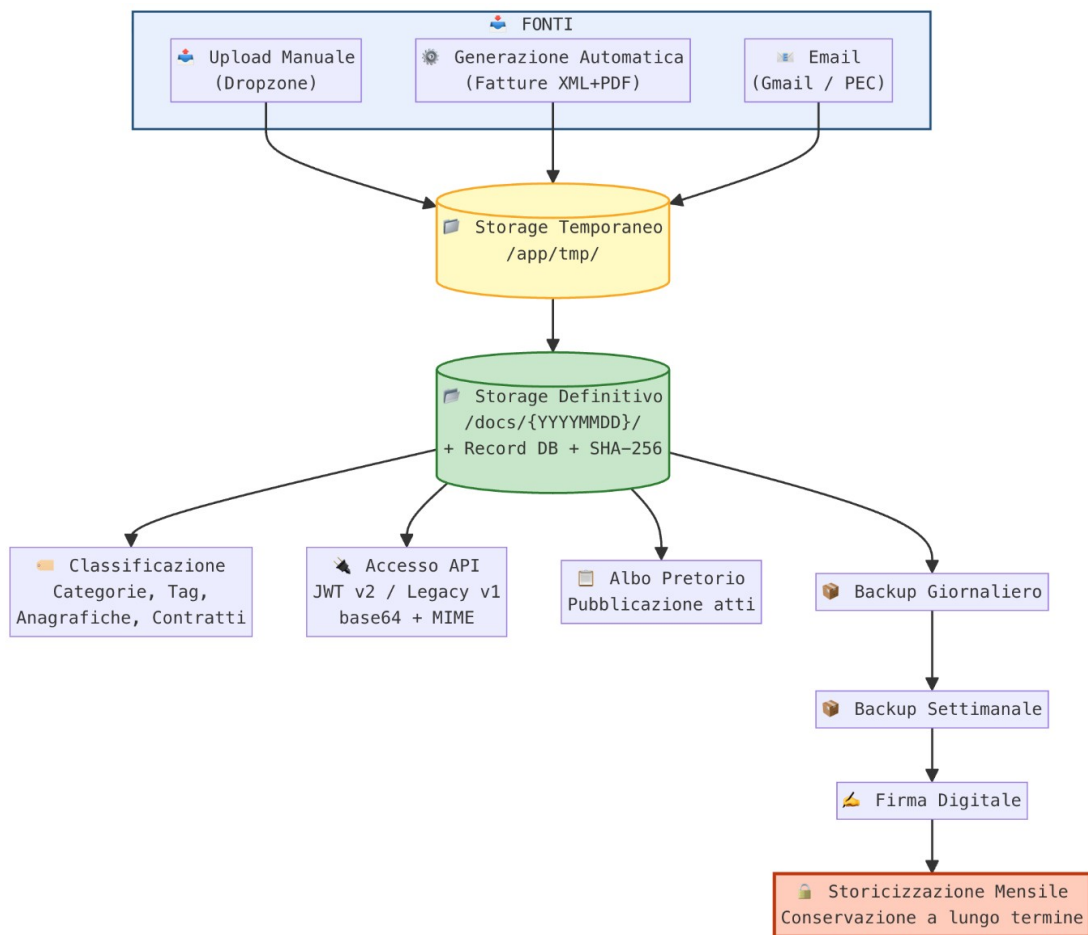 FONTI
Upload Manuale
(Dropzone)
Generazione Automatica
(Fatture XML+PDF)
Email
(Gmail / PEC)
Storage Temporaneo
/app/tmp/
Storage Definitivo
/docs/{YYYYMMDD}/
+ Record DB + SHA-256
Classificazione
Categorie, Tag,
Anagrafiche, Contratti
Accesso API
JWT v2 / Legacy v1
base64 + MIME
Albo Pretorio
Pubblicazione atti
Backup Giornaliero
Backup Settimanale
Firma Digitale
Storicizzazione Mensile
Conservazione a lungo termine